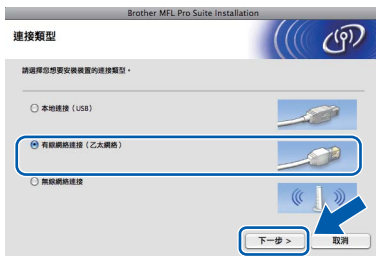 Brother MFL Pro Suite Installation
連接類型
請選擇您想要安裝裝置的連接類型。
本地連接（USB）
有線網絡連接（乙太網絡）
無線網絡連接
下一步 > 取消